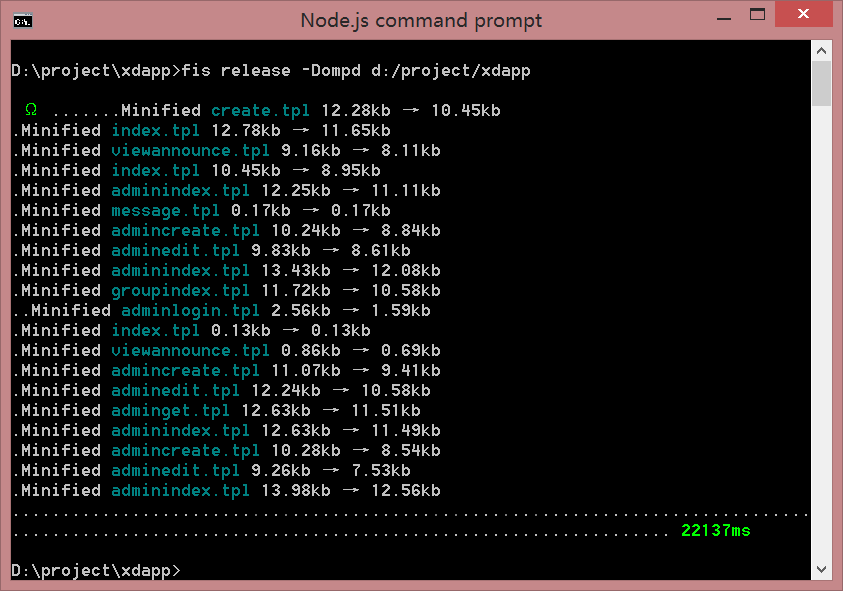 Node.js command prompt
D:\project\xdapp>fis release -Dompd d:/project/xdapp
Ω .......Minified create.tpl 12.28kb → 10.45kb
.Minified index.tpl 12.78kb → 11.65kb
.Minified viewannounce.tpl 9.16kb → 8.11kb
.Minified index.tpl 10.45kb → 8.95kb
.Minified adminindex.tpl 12.25kb → 11.11kb
.Minified message.tpl 0.17kb → 0.17kb
.Minified admincreate.tpl 10.24kb → 8.84kb
.Minified adminedit.tpl 9.83kb → 8.61kb
.Minified adminindex.tpl 13.43kb → 12.08kb
.Minified groupindex.tpl 11.72kb → 10.58kb
..Minified adminlogin.tpl 2.56kb → 1.59kb
.Minified index.tpl 0.13kb → 0.13kb
.Minified viewannounce.tpl 0.86kb → 0.69kb
.Minified admincreate.tpl 11.07kb → 9.41kb
.Minified adminedit.tpl 12.24kb → 10.58kb
.Minified adminget.tpl 12.63kb → 11.51kb
.Minified adminindex.tpl 12.63kb → 11.49kb
.Minified admincreate.tpl 10.28kb → 8.54kb
.Minified adminedit.tpl 9.26kb → 7.53kb
.Minified adminindex.tpl 13.98kb → 12.56kb
................................................................................
.................................................................. 22137ms
D:\project\xdapp>